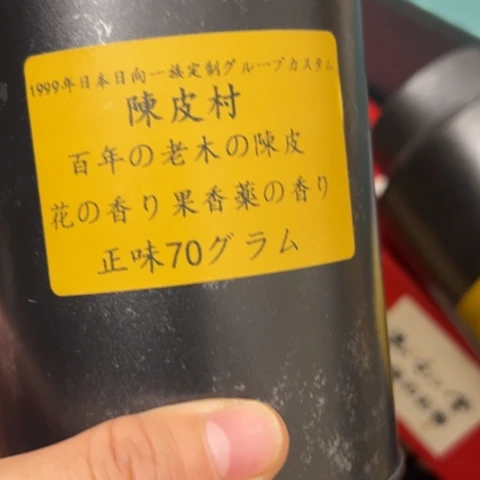 1999年日本日向一族定制グループカスタム
陳皮村
百年の老木の陳皮
花の香り果香薬の香り
正味70グラム